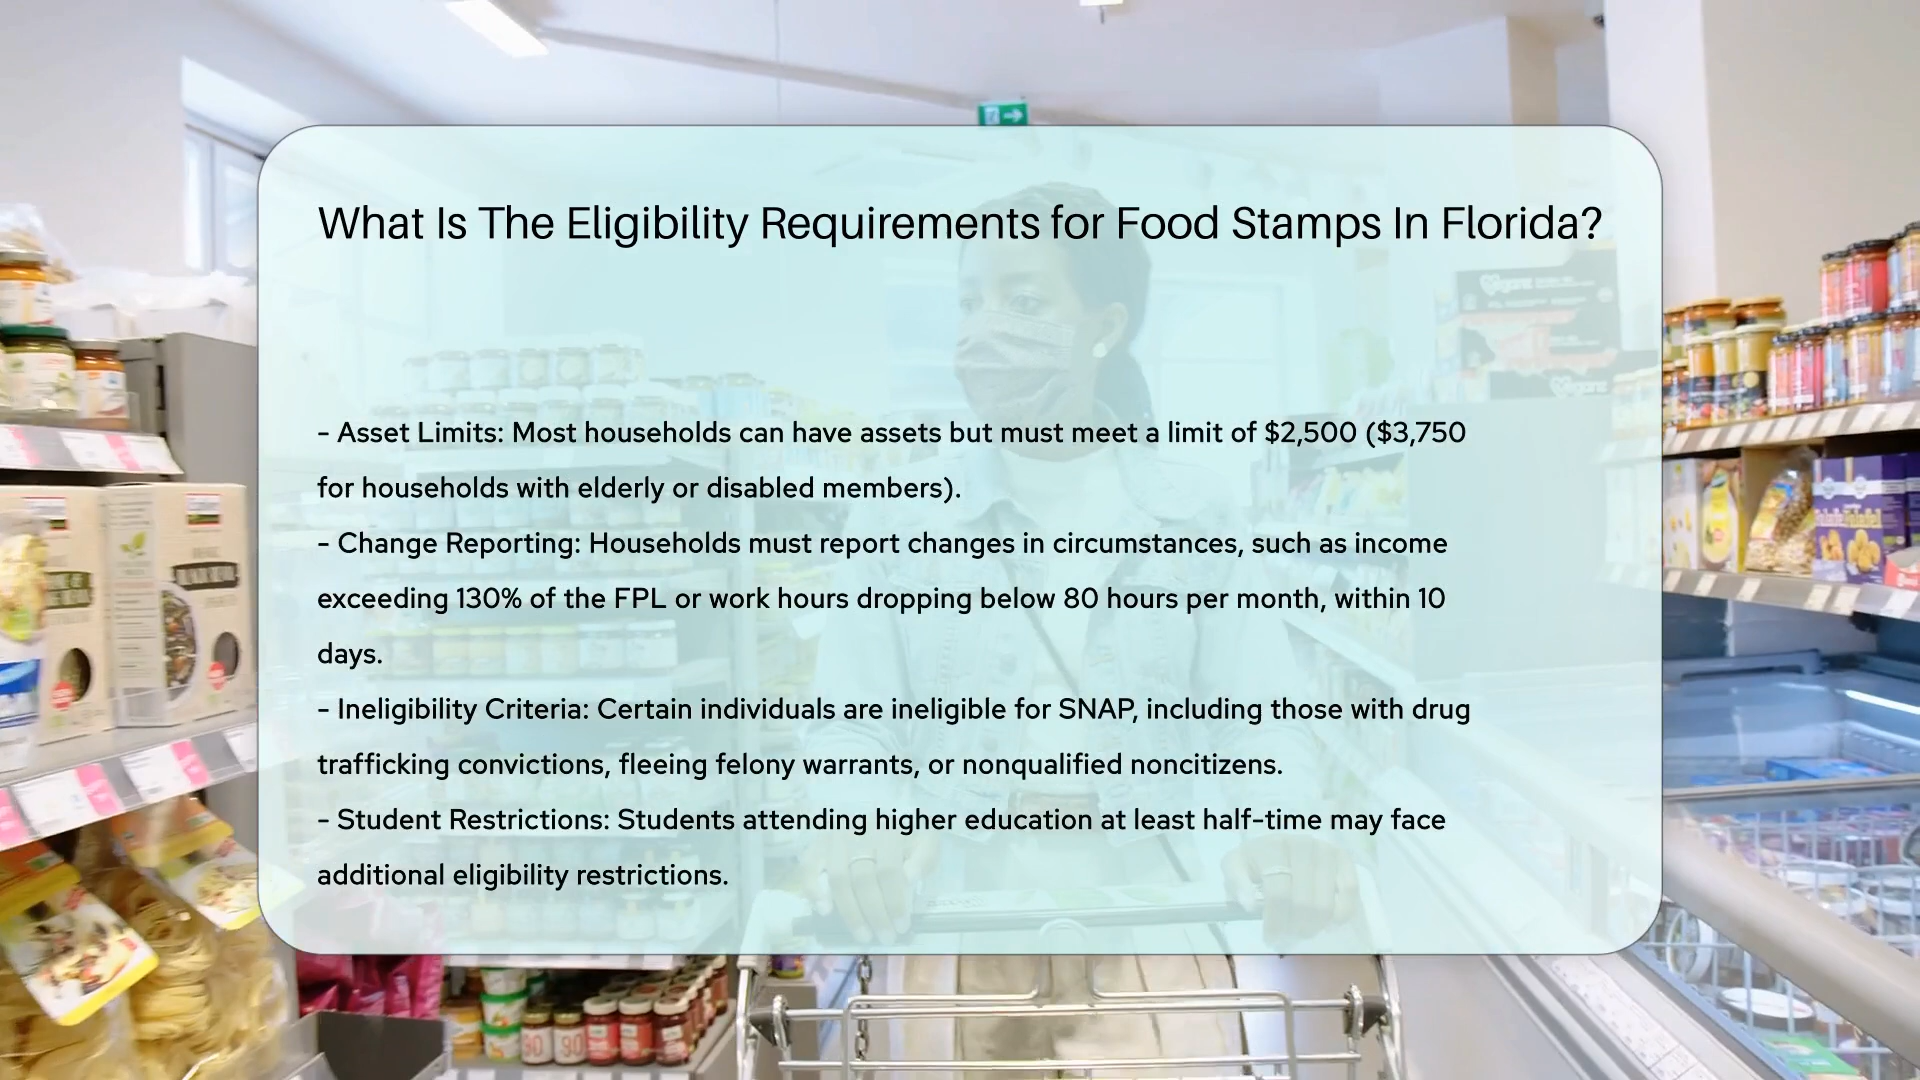 What Is The Eligibility Requirements for Food Stamps In Florida?
- Asset Limits: Most households can have assets but must meet a limit of $2,500 ($3,750
for households with elderly or disabled members).
- Change Reporting: Households must report changes in circumstances, such as income
exceeding 130% of the FPL or work hours dropping below 80 hours per month, within 10
days.
- Ineligibility Criteria: Certain individuals are ineligible for SNAP, including those with drug
trafficking convictions, fleeing felony warrants, or nonqualified noncitizens.
- Student Restrictions: Students attending higher education at least half-time may face
additional eligibility restrictions.